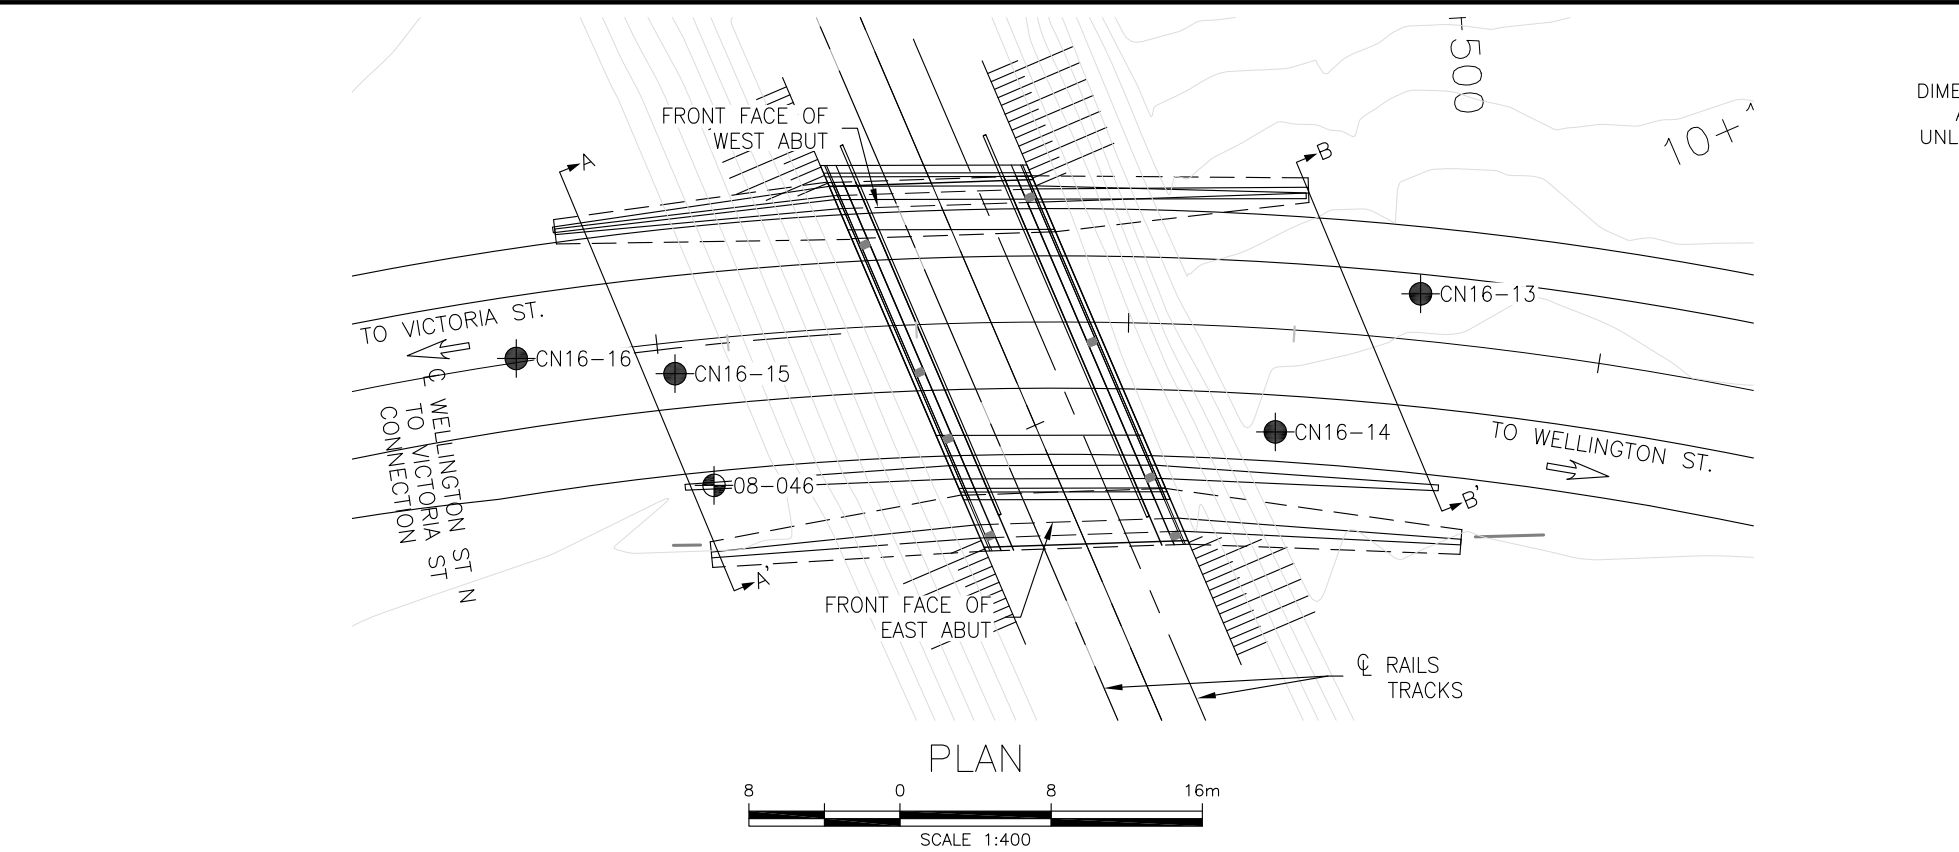 500
DIME
10+
UNL
FRONT FACE OF
WEST ABUT
A
B
CN16-13
TO VICTORIA ST.
CN16-16
CN16-15
℄ WELLINGTON ST N
TO VICTORIA ST
CONNECTION
CN16-14
TO WELLINGTON ST.
08-046
B'
A'
FRONT FACE OF
EAST ABUT
℄ RAILS
TRACKS
PLAN
8 0 8 16m
SCALE 1:400